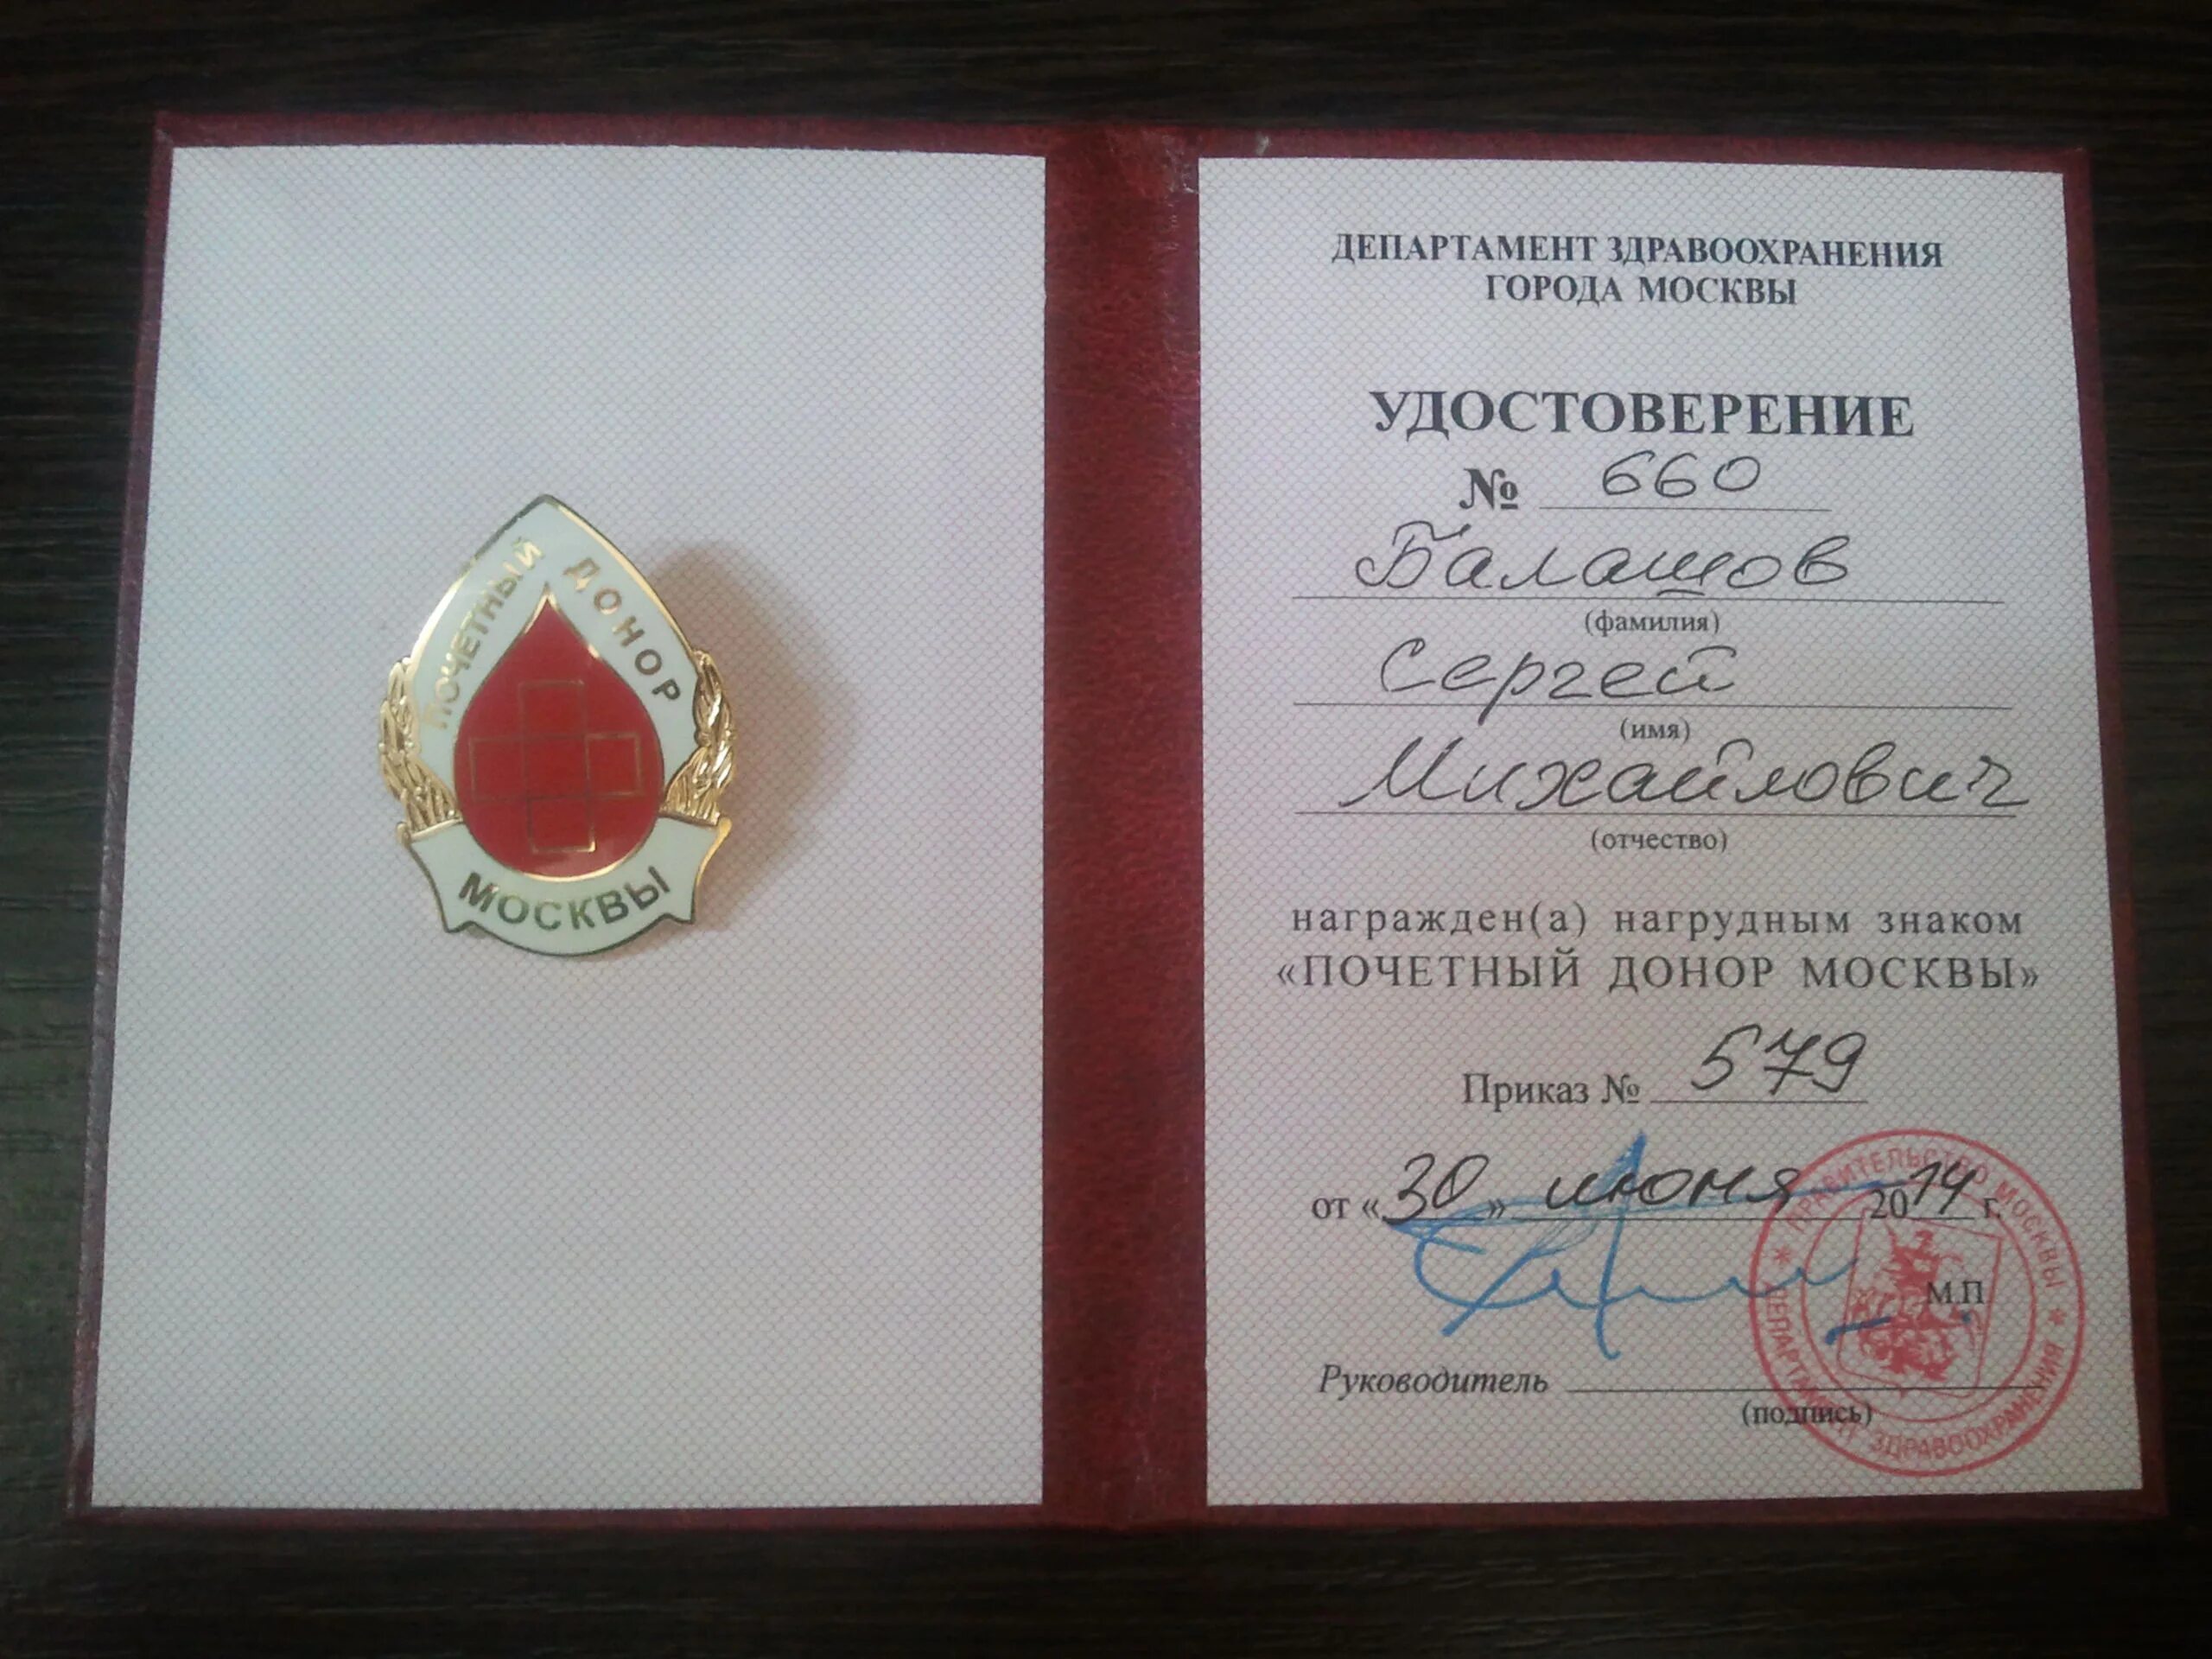 ПОЧЕТНЫЙ ДОНОР
МОСКВЫ
ДЕПАРТАМЕНТ ЗДРАВООХРАНЕНИЯ
ГОРОДА МОСКВЫ
УДОСТОВЕРЕНИЕ
№ 660
Балашов
(фамилия)
Сергей
(имя)
Михайлович
(отчество)
награжден(а) нагрудным знаком
«ПОЧЕТНЫЙ ДОНОР МОСКВЫ»
Приказ № 579
от «30» июня 2014 г.
М.П
Руководитель
(подпись)
ПРАВИТЕЛЬСТВО МОСКВЫ
ДЕПАРТАМЕНТ ЗДРАВООХРАНЕНИЯ